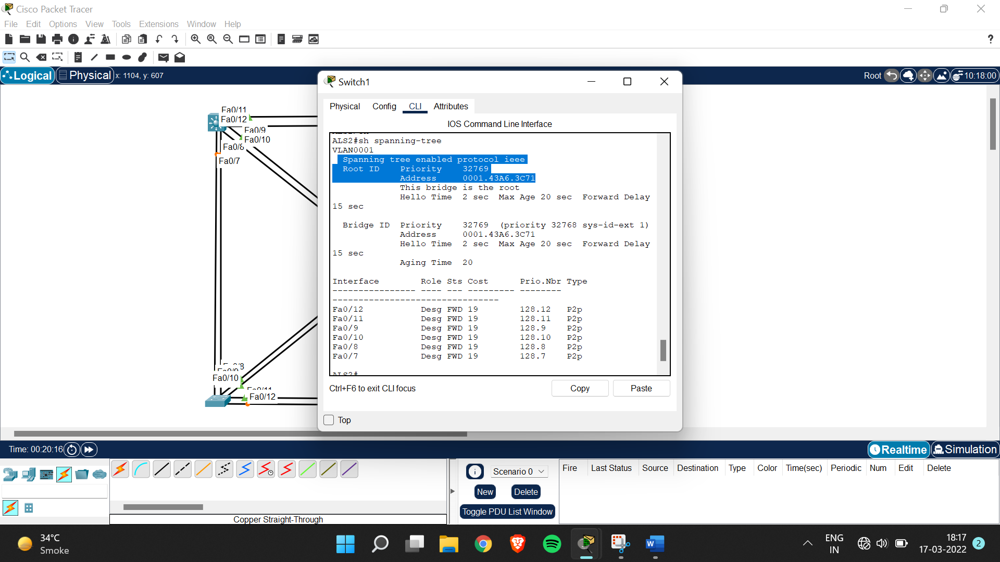 Cisco Packet Tracer
File Edit Options View Tools Extensions Window Help
Logical Physical x: 1104, y: 607
Root 10:18:00
Fa0/11
Fa0/12
Fa0/9
Fa0/10
Fa0/8
Fa0/7
Fa0/10
Fa0/12
Switch1
Physical Config CLI Attributes
IOS Command Line Interface
ALS2#sh spanning-tree
VLAN0001
Spanning tree enabled protocol ieee
Root ID Priority 32769
Address 0001.43A6.3C71
This bridge is the root
Hello Time 2 sec Max Age 20 sec Forward Delay
15 sec
Bridge ID Priority 32769 (priority 32768 sys-id-ext 1)
Address 0001.43A6.3C71
Hello Time 2 sec Max Age 20 sec Forward Delay
15 sec
Aging Time 20
Interface Role Sts Cost Prio.Nbr Type
---------------- ---- --- --------- --------
--------------------------------
Fa0/12 Desg FWD 19 128.12 P2p
Fa0/11 Desg FWD 19 128.11 P2p
Fa0/9 Desg FWD 19 128.9 P2p
Fa0/10 Desg FWD 19 128.10 P2p
Fa0/8 Desg FWD 19 128.8 P2p
Fa0/7 Desg FWD 19 128.7 P2p
ALS2#
Ctrl+F6 to exit CLI focus
Copy Paste
Top
Time: 00:20:16
Realtime Simulation
Scenario 0
New Delete
Toggle PDU List Window
Fire Last Status Source Destination Type Color Time(sec) Periodic Num Edit Delete
Copper Straight-Through
34°C
Smoke
ENG
IN
18:17
17-03-2022
2